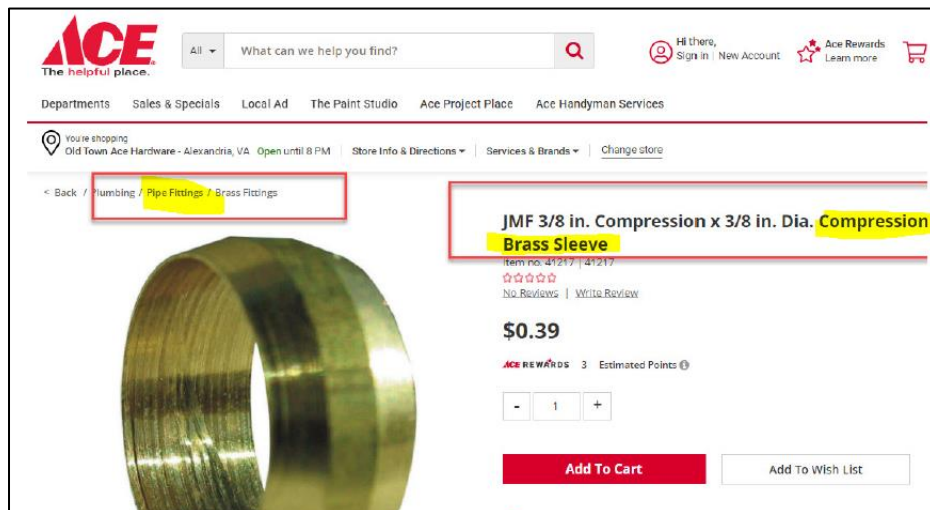 ACE
The helpful place.
All
What can we help you find?
Hi there,
Sign in | New Account
Ace Rewards
Learn more
Departments Sales & Specials Local Ad The Paint Studio Ace Project Place Ace Handyman Services
You're shopping
Old Town Ace Hardware - Alexandria, VA Open until 8 PM Store Info & Directions Services & Brands Change store
< Back / Plumbing / Pipe Fittings / Brass Fittings
JMF 3/8 in. Compression x 3/8 in. Dia. Compression
Brass Sleeve
Item no. 41217 | 41217
No Reviews | Write Review
$0.39
ACE REWARDS 3 Estimated Points
- 1 +
Add To Cart
Add To Wish List